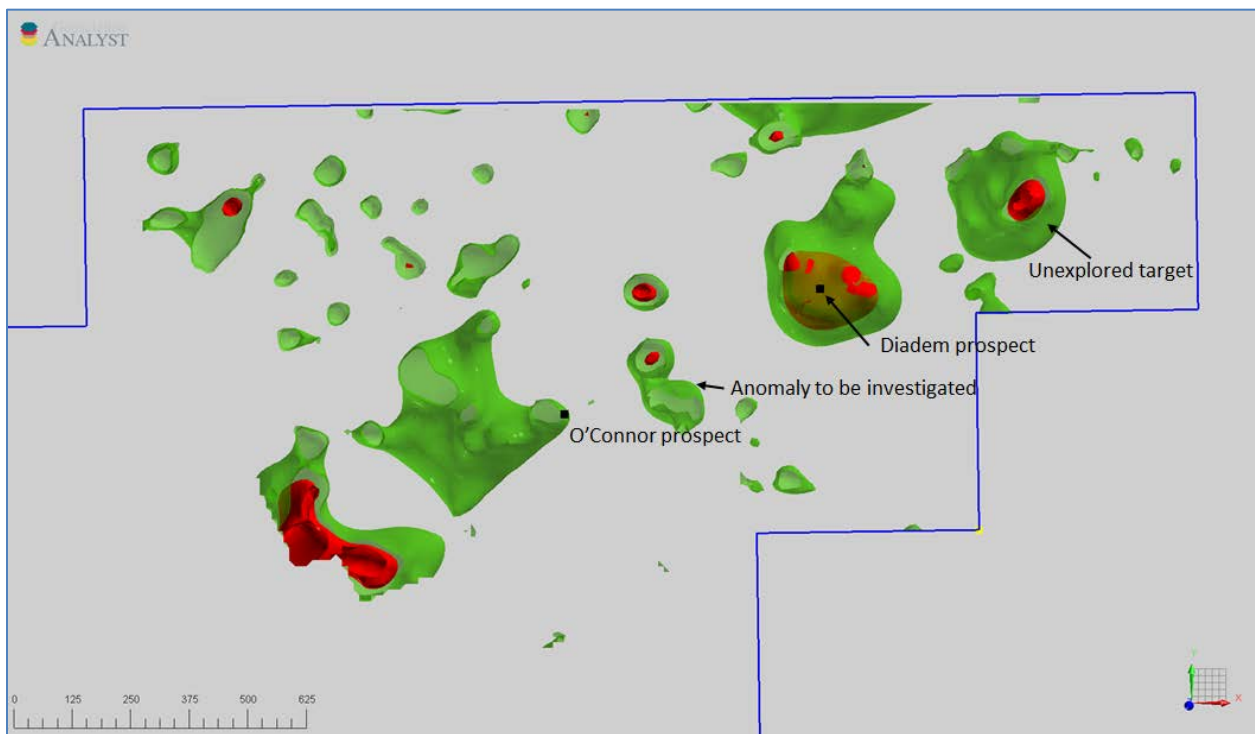 ANALYST
Unexplored target
Diadem prospect
Anomaly to be investigated
O'Connor prospect
0 125 250 375 500 625
Y
X